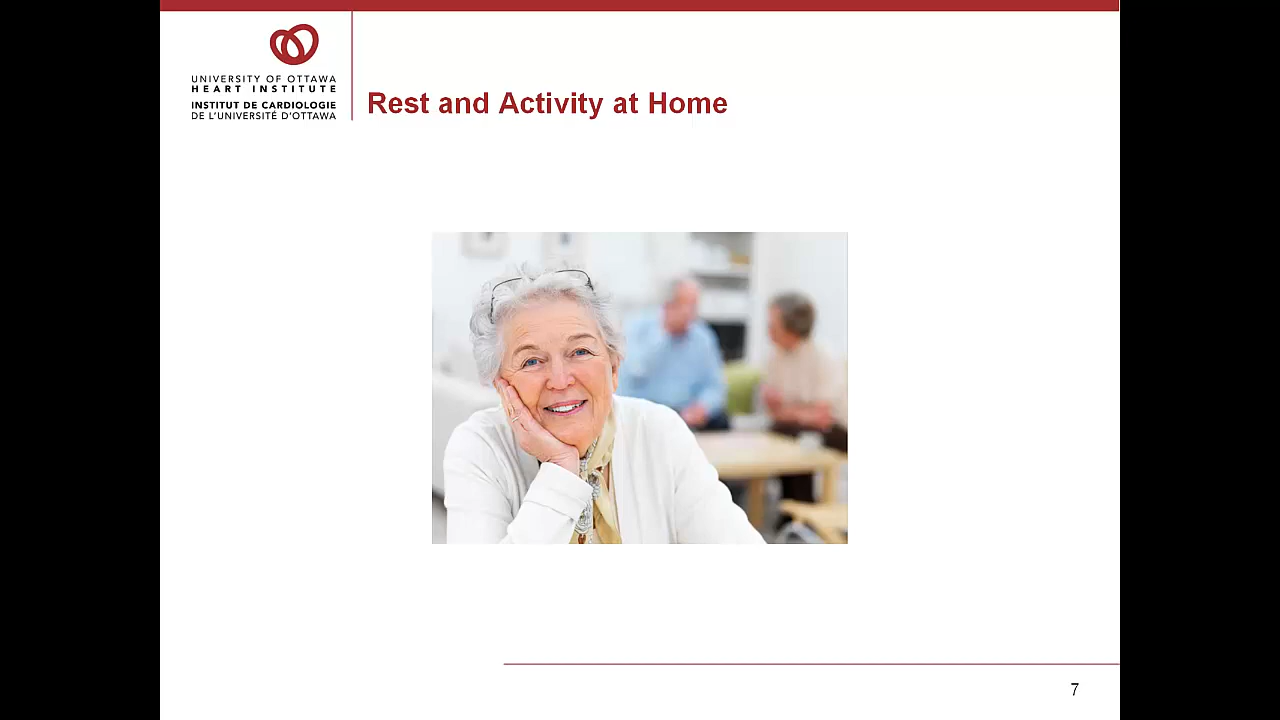 UNIVERSITY OF OTTAWA
HEART INSTITUTE
INSTITUT DE CARDIOLOGIE
DE L'UNIVERSITÉ D'OTTAWA
Rest and Activity at Home
7